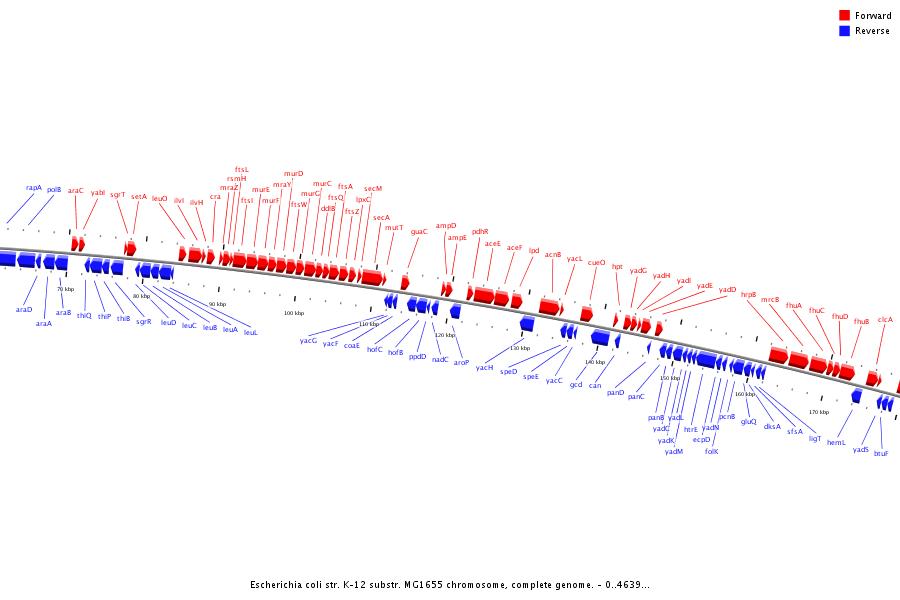 Forward
Reverse
ftsL
rsmH murD
rapA polB araC yabI sgrT setA leuO ilvI ilvH cra mraZ ftsI murE murF mraY ftsW murG murC ddlB ftsQ ftsA ftsZ lpxC secM
secA mutT guaC ampD ampE pdhR aceE aceF lpd acnB yacL cueO hpt yadG yadH yadI yadE yadD hrpB mrcB fhuA fhuC fhuD fhuB clcA
70 kbp
80 kbp
90 kbp
100 kbp
110 kbp
120 kbp
130 kbp
140 kbp
150 kbp
160 kbp
170 kbp
araD araA araB thiQ thiP thiB sgrR leuD leuC leuB leuA leuL
yacG yacF coaE hofC hofB ppdD nadC aroP yacH speD speE yacC gcd can panD panC
panB yadC yadK yadL yadM htrE ecpD yadN folK pcnB gluQ dksA sfsA ligT hemL yadS btuF
Escherichia coli str. K-12 substr. MG1655 chromosome, complete genome. - 0..4639...